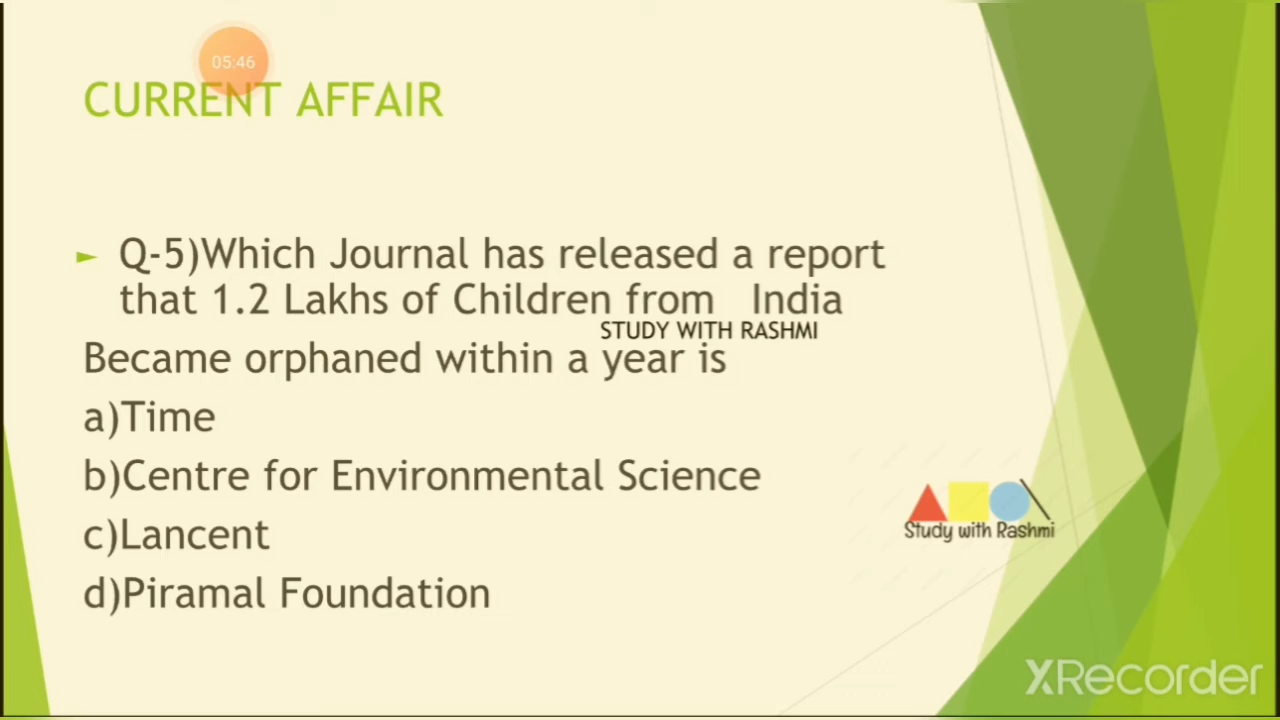 05:46
CURRENT AFFAIR
► Q-5)Which Journal has released a report
that 1.2 Lakhs of Children from India
STUDY WITH RASHMI
Became orphaned within a year is
a)Time
b)Centre for Environmental Science
c)Lancent
d)Piramal Foundation
Study with Rashmi
XRecorder